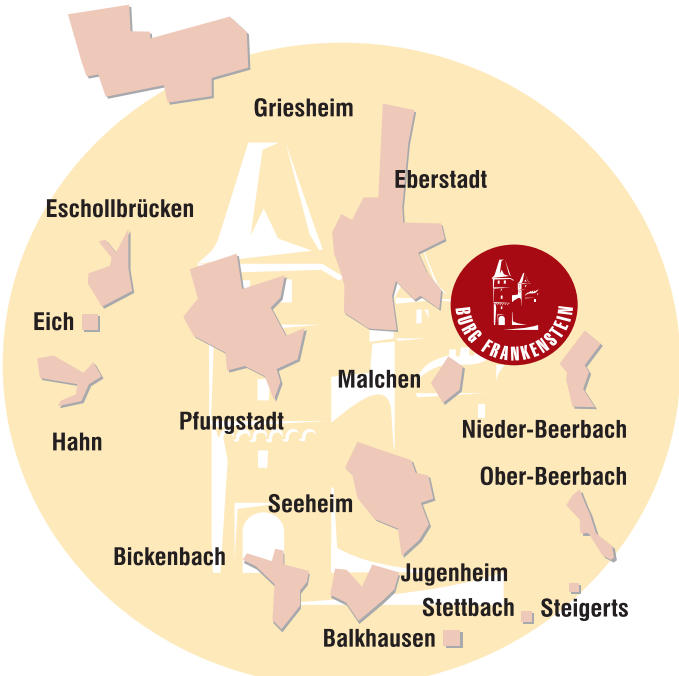 Griesheim
Eberstadt
Eschollbrücken
Eich
BURG FRANKENSTEIN
Malchen
Pfungstadt
Nieder-Beerbach
Hahn
Ober-Beerbach
Seeheim
Bickenbach
Jugenheim
Stettbach
Steigerts
Balkhausen